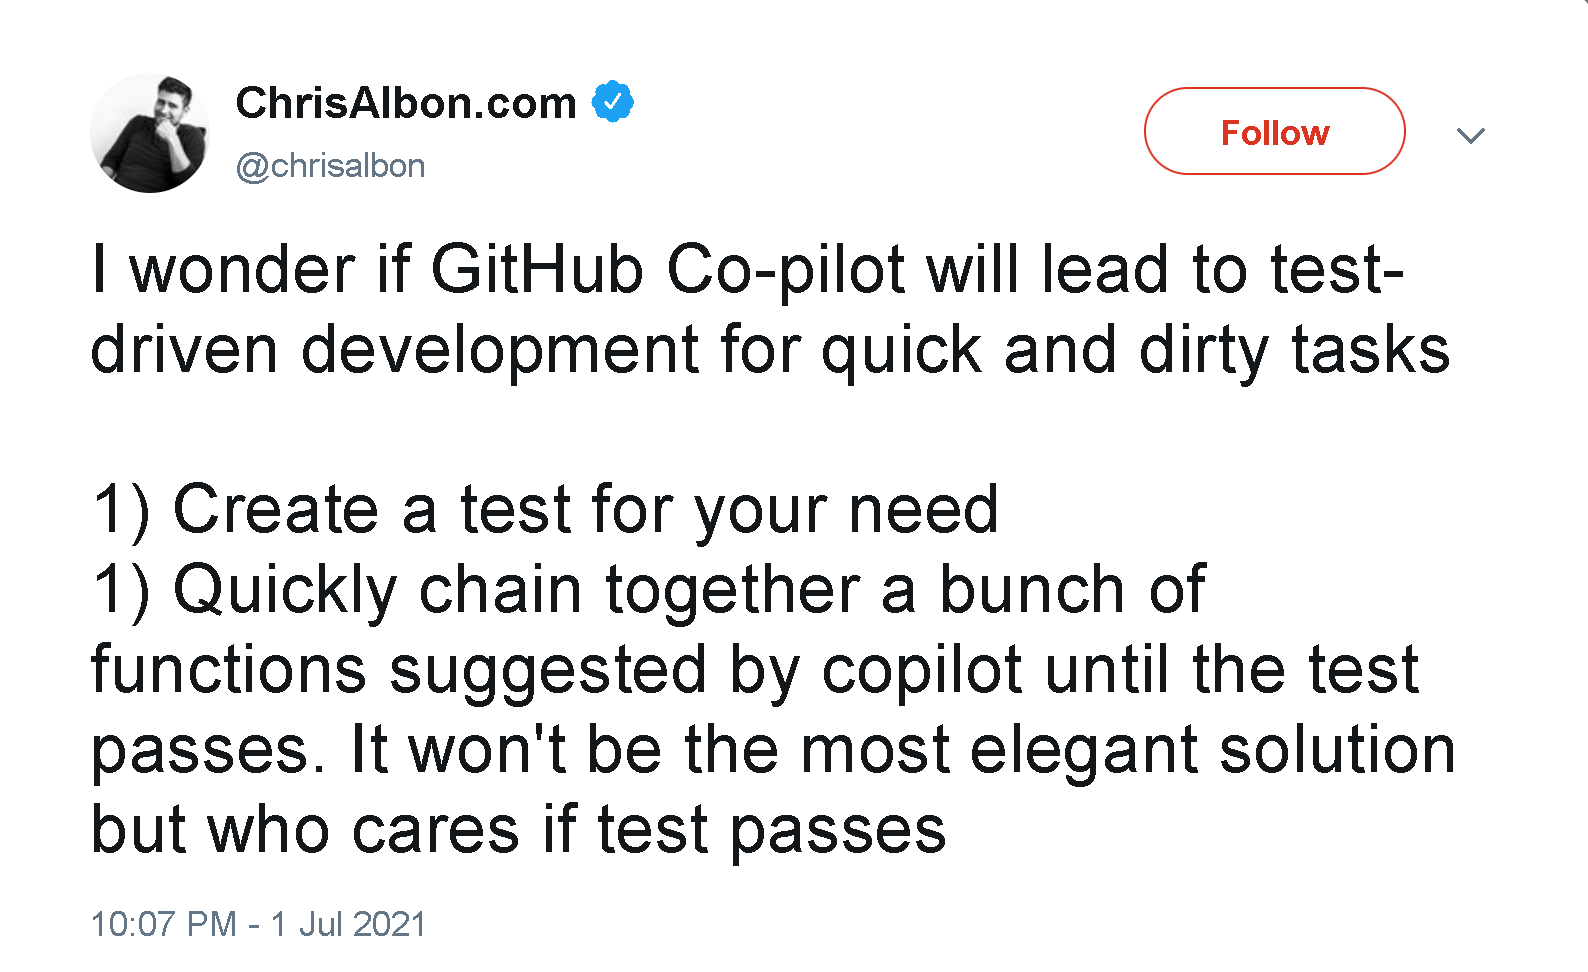 ChrisAlbon.com
@chrisalbon
Follow
I wonder if GitHub Co-pilot will lead to test-
driven development for quick and dirty tasks
1) Create a test for your need
1) Quickly chain together a bunch of
functions suggested by copilot until the test
passes. It won't be the most elegant solution
but who cares if test passes
10:07 PM - 1 Jul 2021